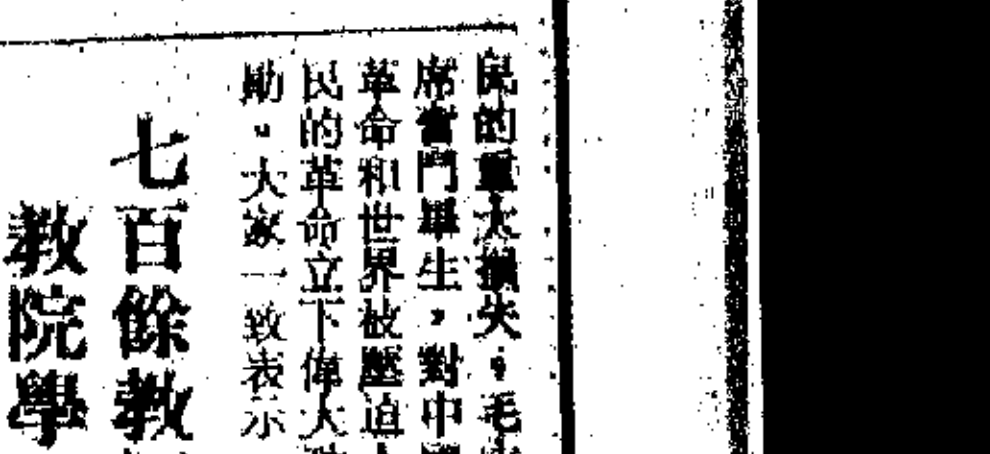 民的重大損失；毛
席奮鬥畢生，對中
革命和世界被壓迫
民的革命立下偉大
勛。大家一致表示
七百餘教
教院學